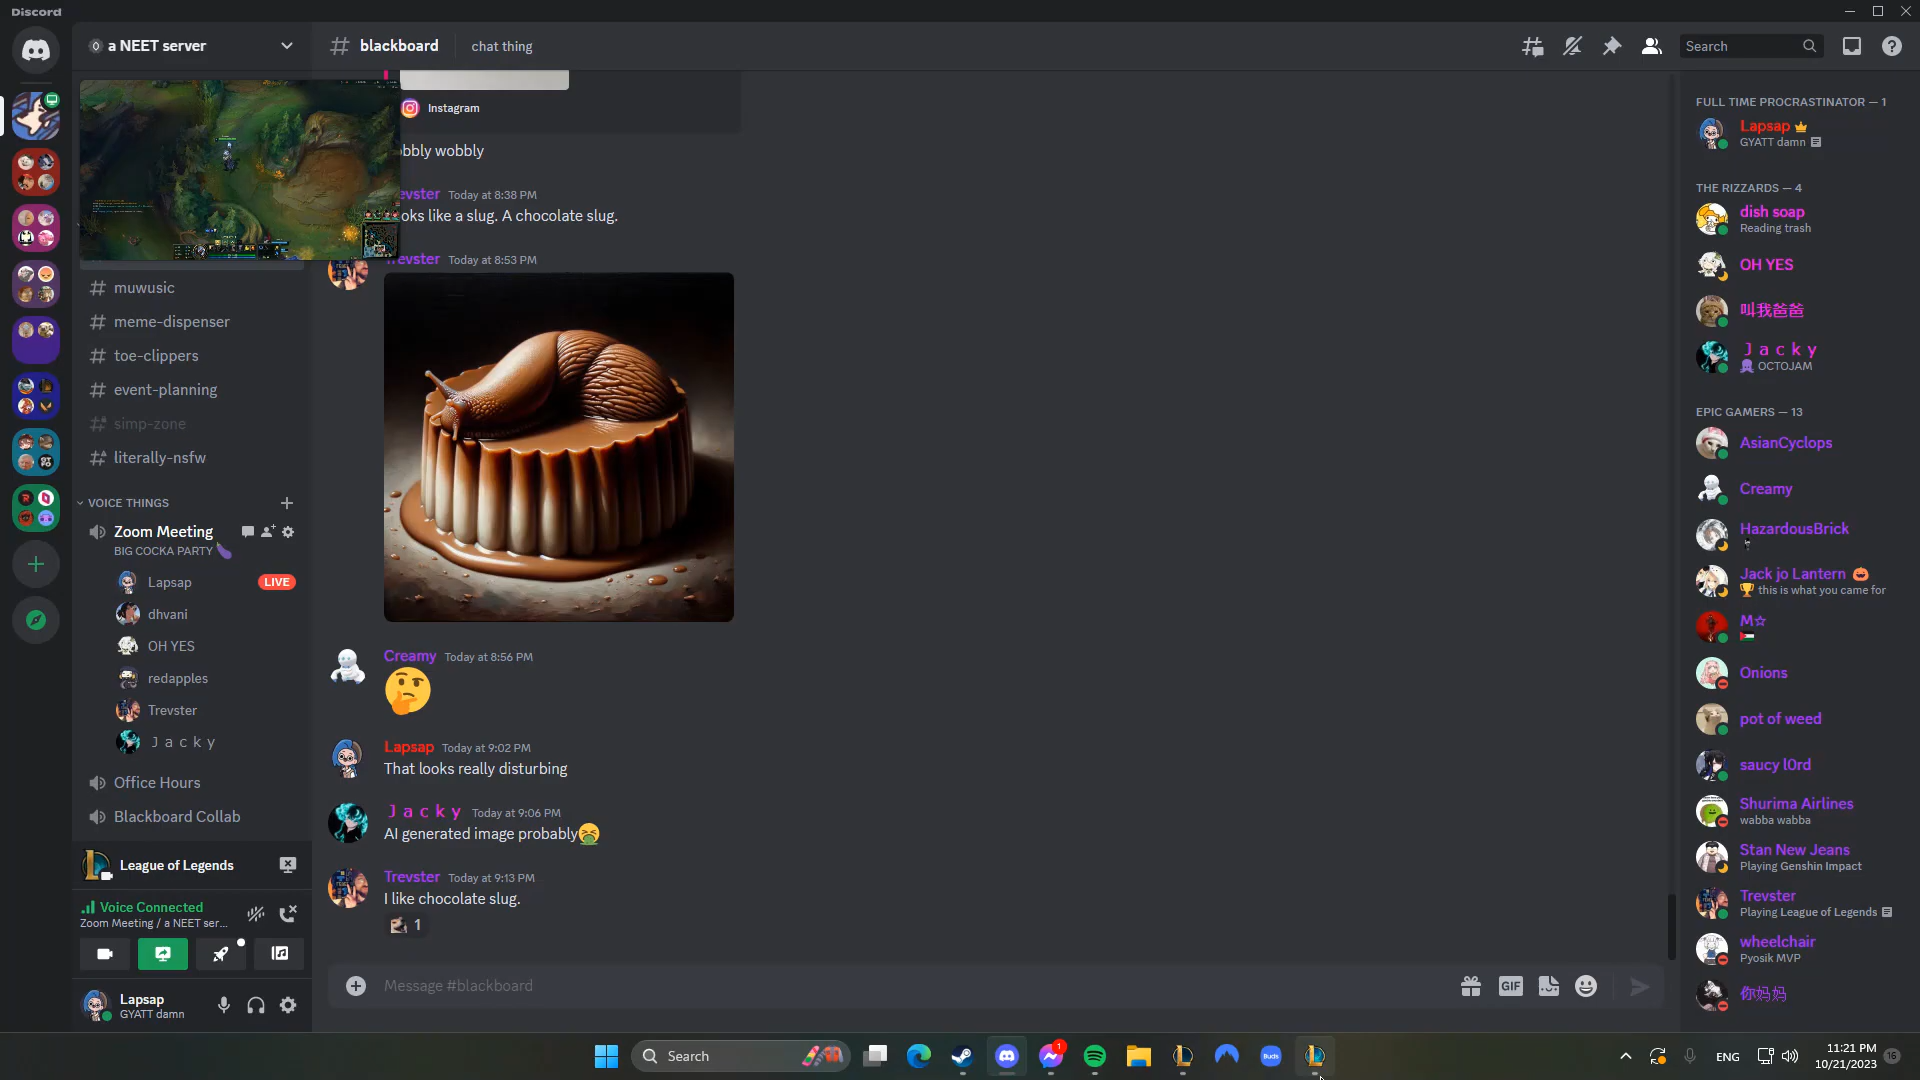 Discord
a NEET server
blackboard
chat thing
Search
Instagram
bbly wobbly
evster Today at 8:38 PM
oks like a slug. A chocolate slug.
Trevster Today at 8:53 PM
muwusic
meme-dispenser
toe-clippers
event-planning
simp-zone
literally-nsfw
VOICE THINGS
Zoom Meeting
BIG COCKA PARTY
Lapsap
LIVE
dhvani
OH YES
redapples
Trevster
J a c k y
Office Hours
Blackboard Collab
League of Legends
Voice Connected
Zoom Meeting / a NEET ser...
Lapsap
GYATT damn
Creamy Today at 8:56 PM
Lapsap Today at 9:02 PM
That looks really disturbing
J a c k y Today at 9:06 PM
AI generated image probably
Trevster Today at 9:13 PM
I like chocolate slug.
1
Message #blackboard
GIF
FULL TIME PROCRASTINATOR — 1
Lapsap
GYATT damn
THE RIZZARDS — 4
dish soap
Reading trash
OH YES
叫我爸爸
J a c k y
OCTOJAM
EPIC GAMERS — 13
AsianCyclops
Creamy
HazardousBrick
Jack jo Lantern
this is what you came for
M☆
Onions
pot of weed
saucy l0rd
Shurima Airlines
wabba wabba
Stan New Jeans
Playing Genshin Impact
Trevster
Playing League of Legends
wheelchair
Pyosik MVP
你妈妈
Search
1
Buds
ENG
11:21 PM
10/21/2023
16